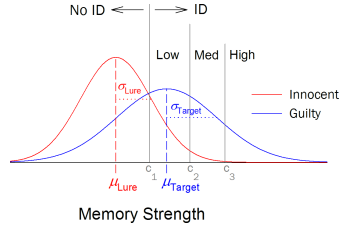 No ID ID
Low Med High
σLure
σTarget
Innocent
Guilty
c1 c2 c3
μLure μTarget
Memory Strength